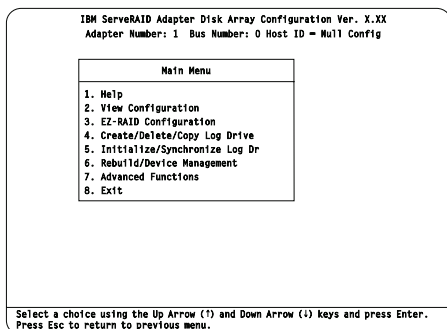 IBM ServeRAID Adapter Disk Array Configuration Ver. X.XX
Adapter Number: 1 Bus Number: 0 Host ID = Null Config
Main Menu
1. Help
2. View Configuration
3. EZ-RAID Configuration
4. Create/Delete/Copy Log Drive
5. Initialize/Synchronize Log Dr
6. Rebuild/Device Management
7. Advanced Functions
8. Exit
Select a choice using the Up Arrow (↑) and Down Arrow (↓) keys and press Enter.
Press Esc to return to previous menu.